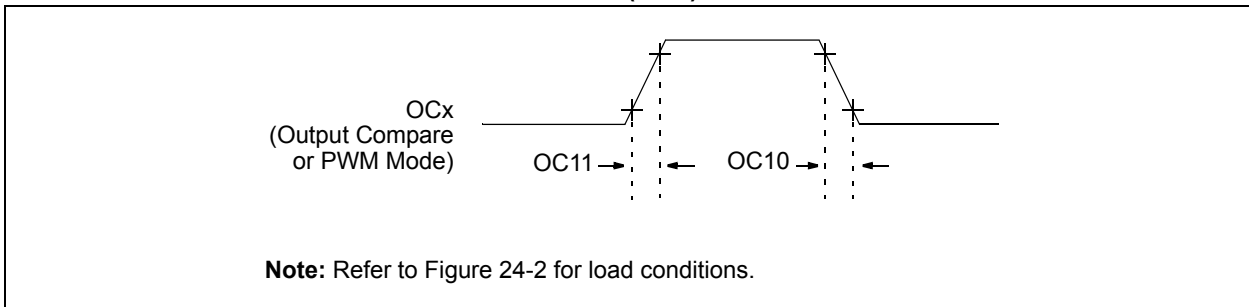 OCx
(Output Compare
or PWM Mode)
OC11
OC10
Note: Refer to Figure 24-2 for load conditions.